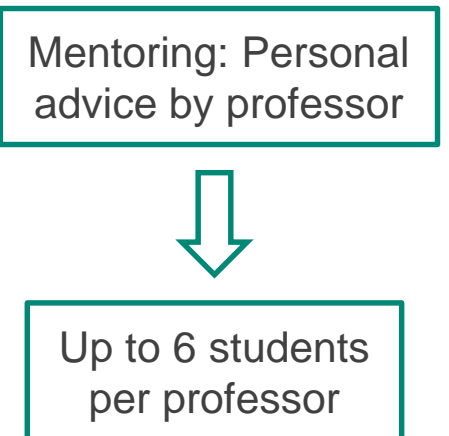 Mentoring: Personal
advice by professor
Up to 6 students
per professor